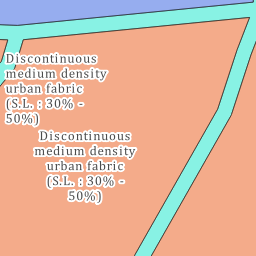 Discontinuous
medium density
urban fabric
(S.L. : 30% -
50%)
Discontinuous
medium density
urban fabric
(S.L. : 30% -
50%)